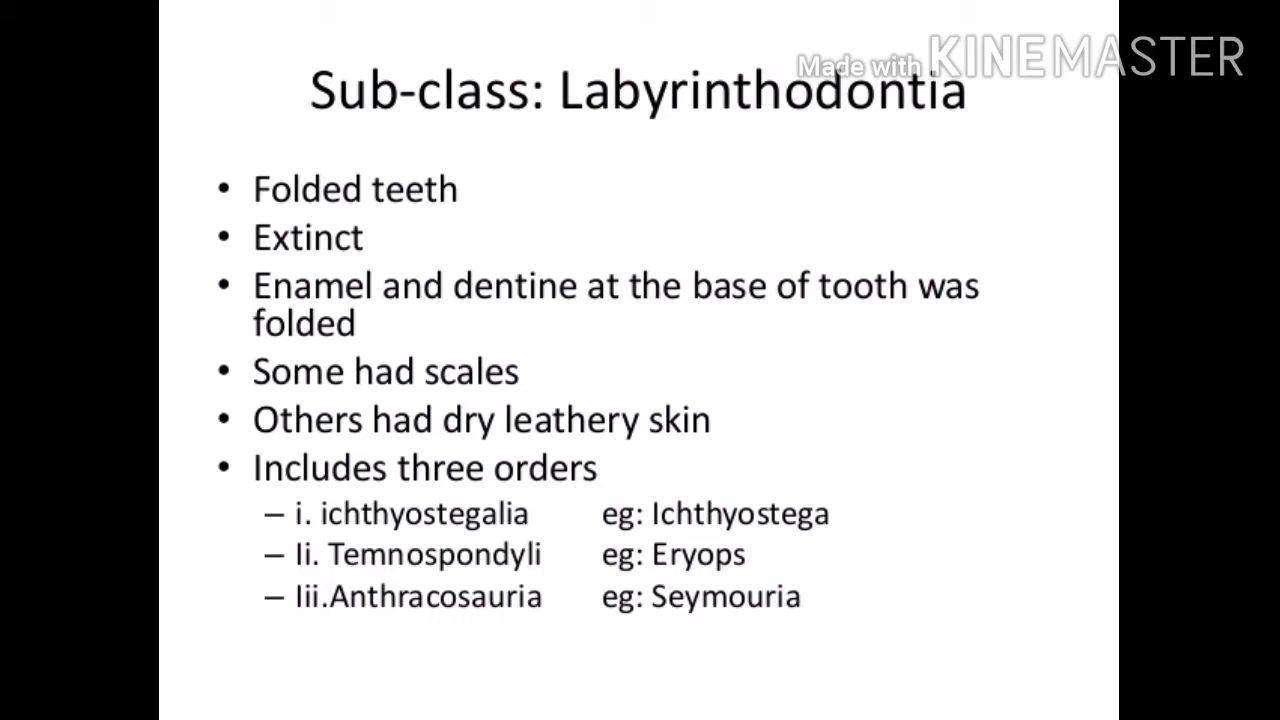 Made with KINEMASTER
Sub-class: Labyrinthodontia
• Folded teeth
• Extinct
• Enamel and dentine at the base of tooth was
folded
• Some had scales
• Others had dry leathery skin
• Includes three orders
– i. ichthyostegalia eg: Ichthyostega
– Ii. Temnospondyli eg: Eryops
– Iii.Anthracosauria eg: Seymouria